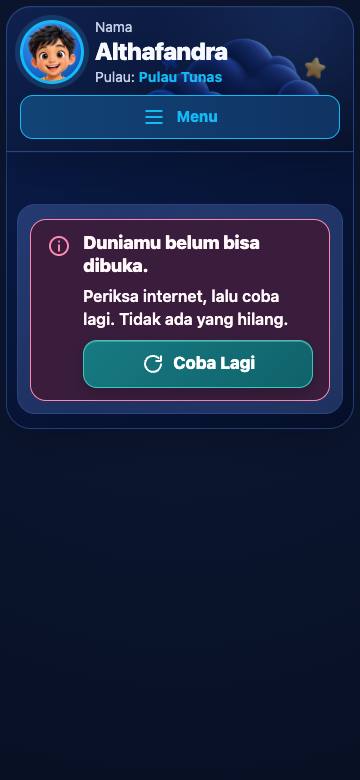 Nama
Althafandra
Pulau: Pulau Tunas
Menu
Duniamu belum bisa
dibuka.
Periksa internet, lalu coba
lagi. Tidak ada yang hilang.
Coba Lagi